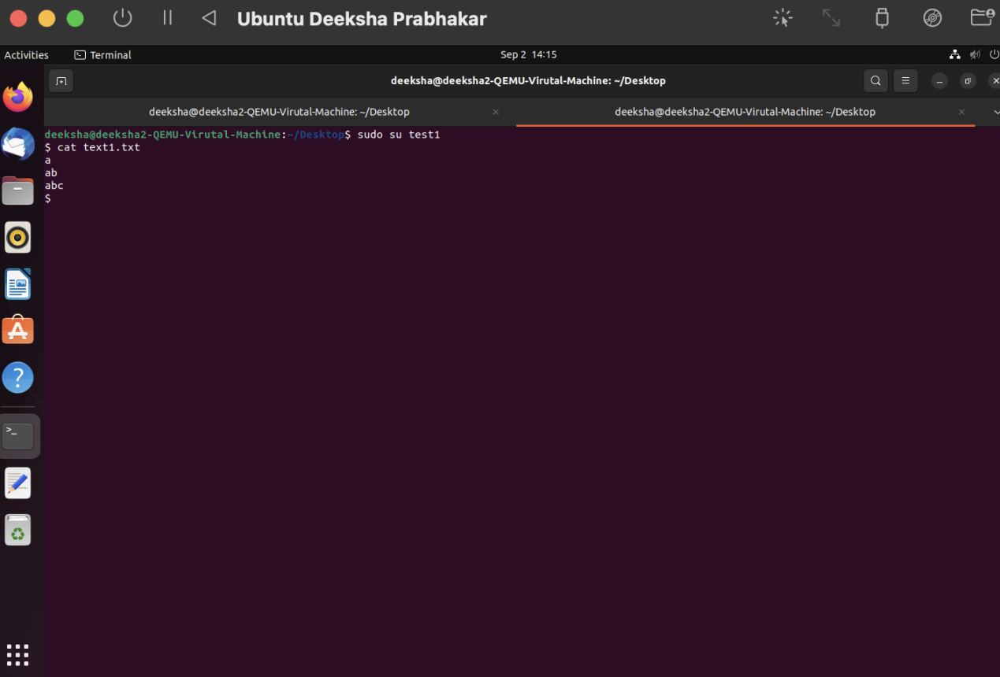 Ubuntu Deeksha Prabhakar
Activities
Terminal
Sep 2 14:15
deeksha@deeksha2-QEMU-Virutal-Machine: ~/Desktop
deeksha@deeksha2-QEMU-Virutal-Machine: ~/Desktop
deeksha@deeksha2-QEMU-Virutal-Machine: ~/Desktop
deeksha@deeksha2-QEMU-Virutal-Machine:~/Desktop$ sudo su test1
$ cat text1.txt
a
ab
abc
$